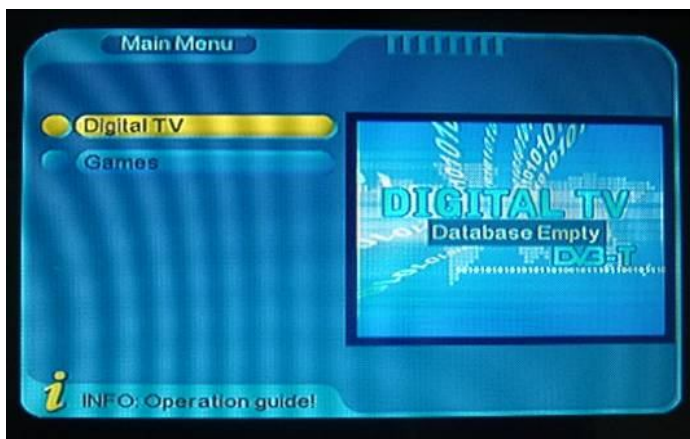 Main Menu
Digital TV
Games
DIGITAL TV
Database Empty
DVB-T
i INFO: Operation guide!